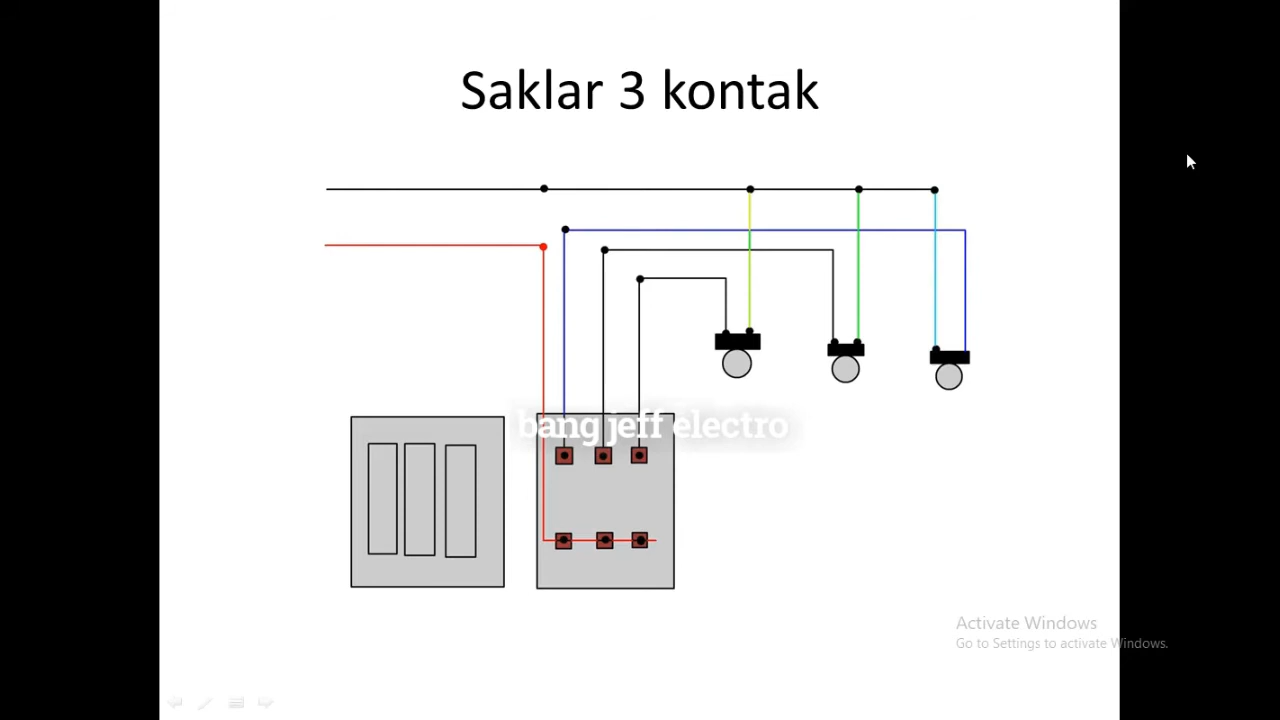 Saklar 3 kontak
bang jeff electro
Activate Windows
Go to Settings to activate Windows.